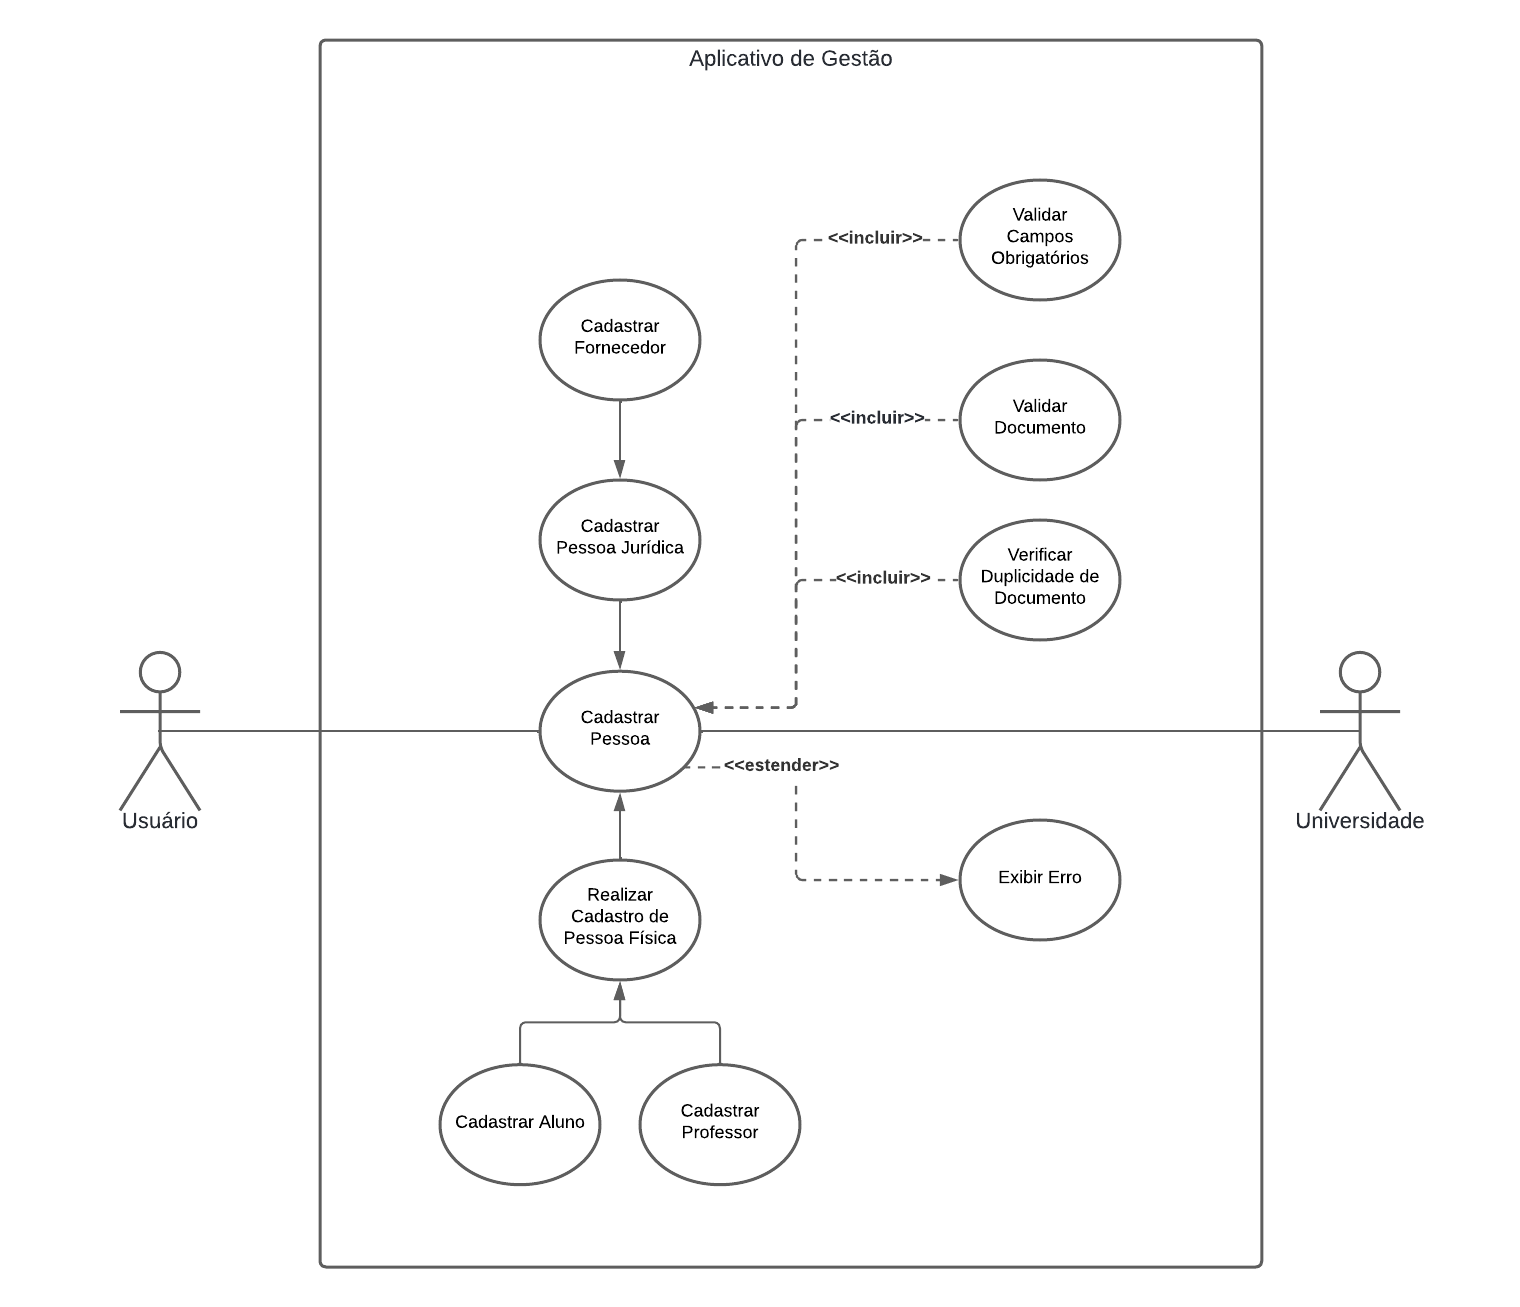 Aplicativo de Gestão
Validar
Campos
Obrigatórios
<<incluir>>
Cadastrar
Fornecedor
Validar
Documento
<<incluir>>
Cadastrar
Pessoa Jurídica
Verificar
Duplicidade de
Documento
<<incluir>>
Cadastrar
Pessoa
<<estender>>
Usuário
Universidade
Exibir Erro
Realizar
Cadastro de
Pessoa Física
Cadastrar Aluno
Cadastrar
Professor